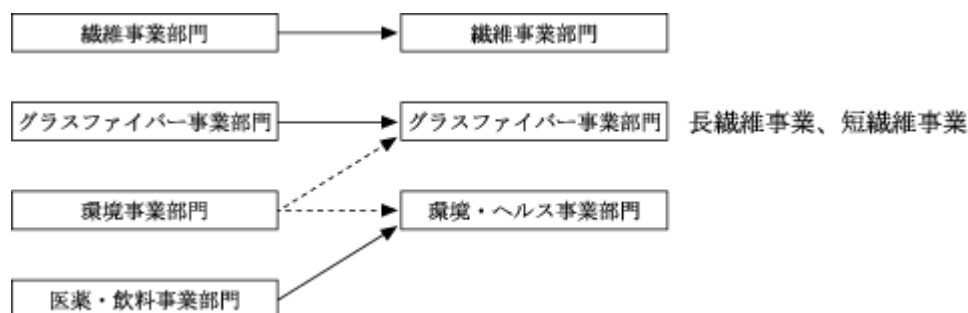 繊維事業部門
繊維事業部門
グラスファイバー事業部門
グラスファイバー事業部門
長繊維事業、短繊維事業
環境事業部門
環境・ヘルス事業部門
医薬・飲料事業部門